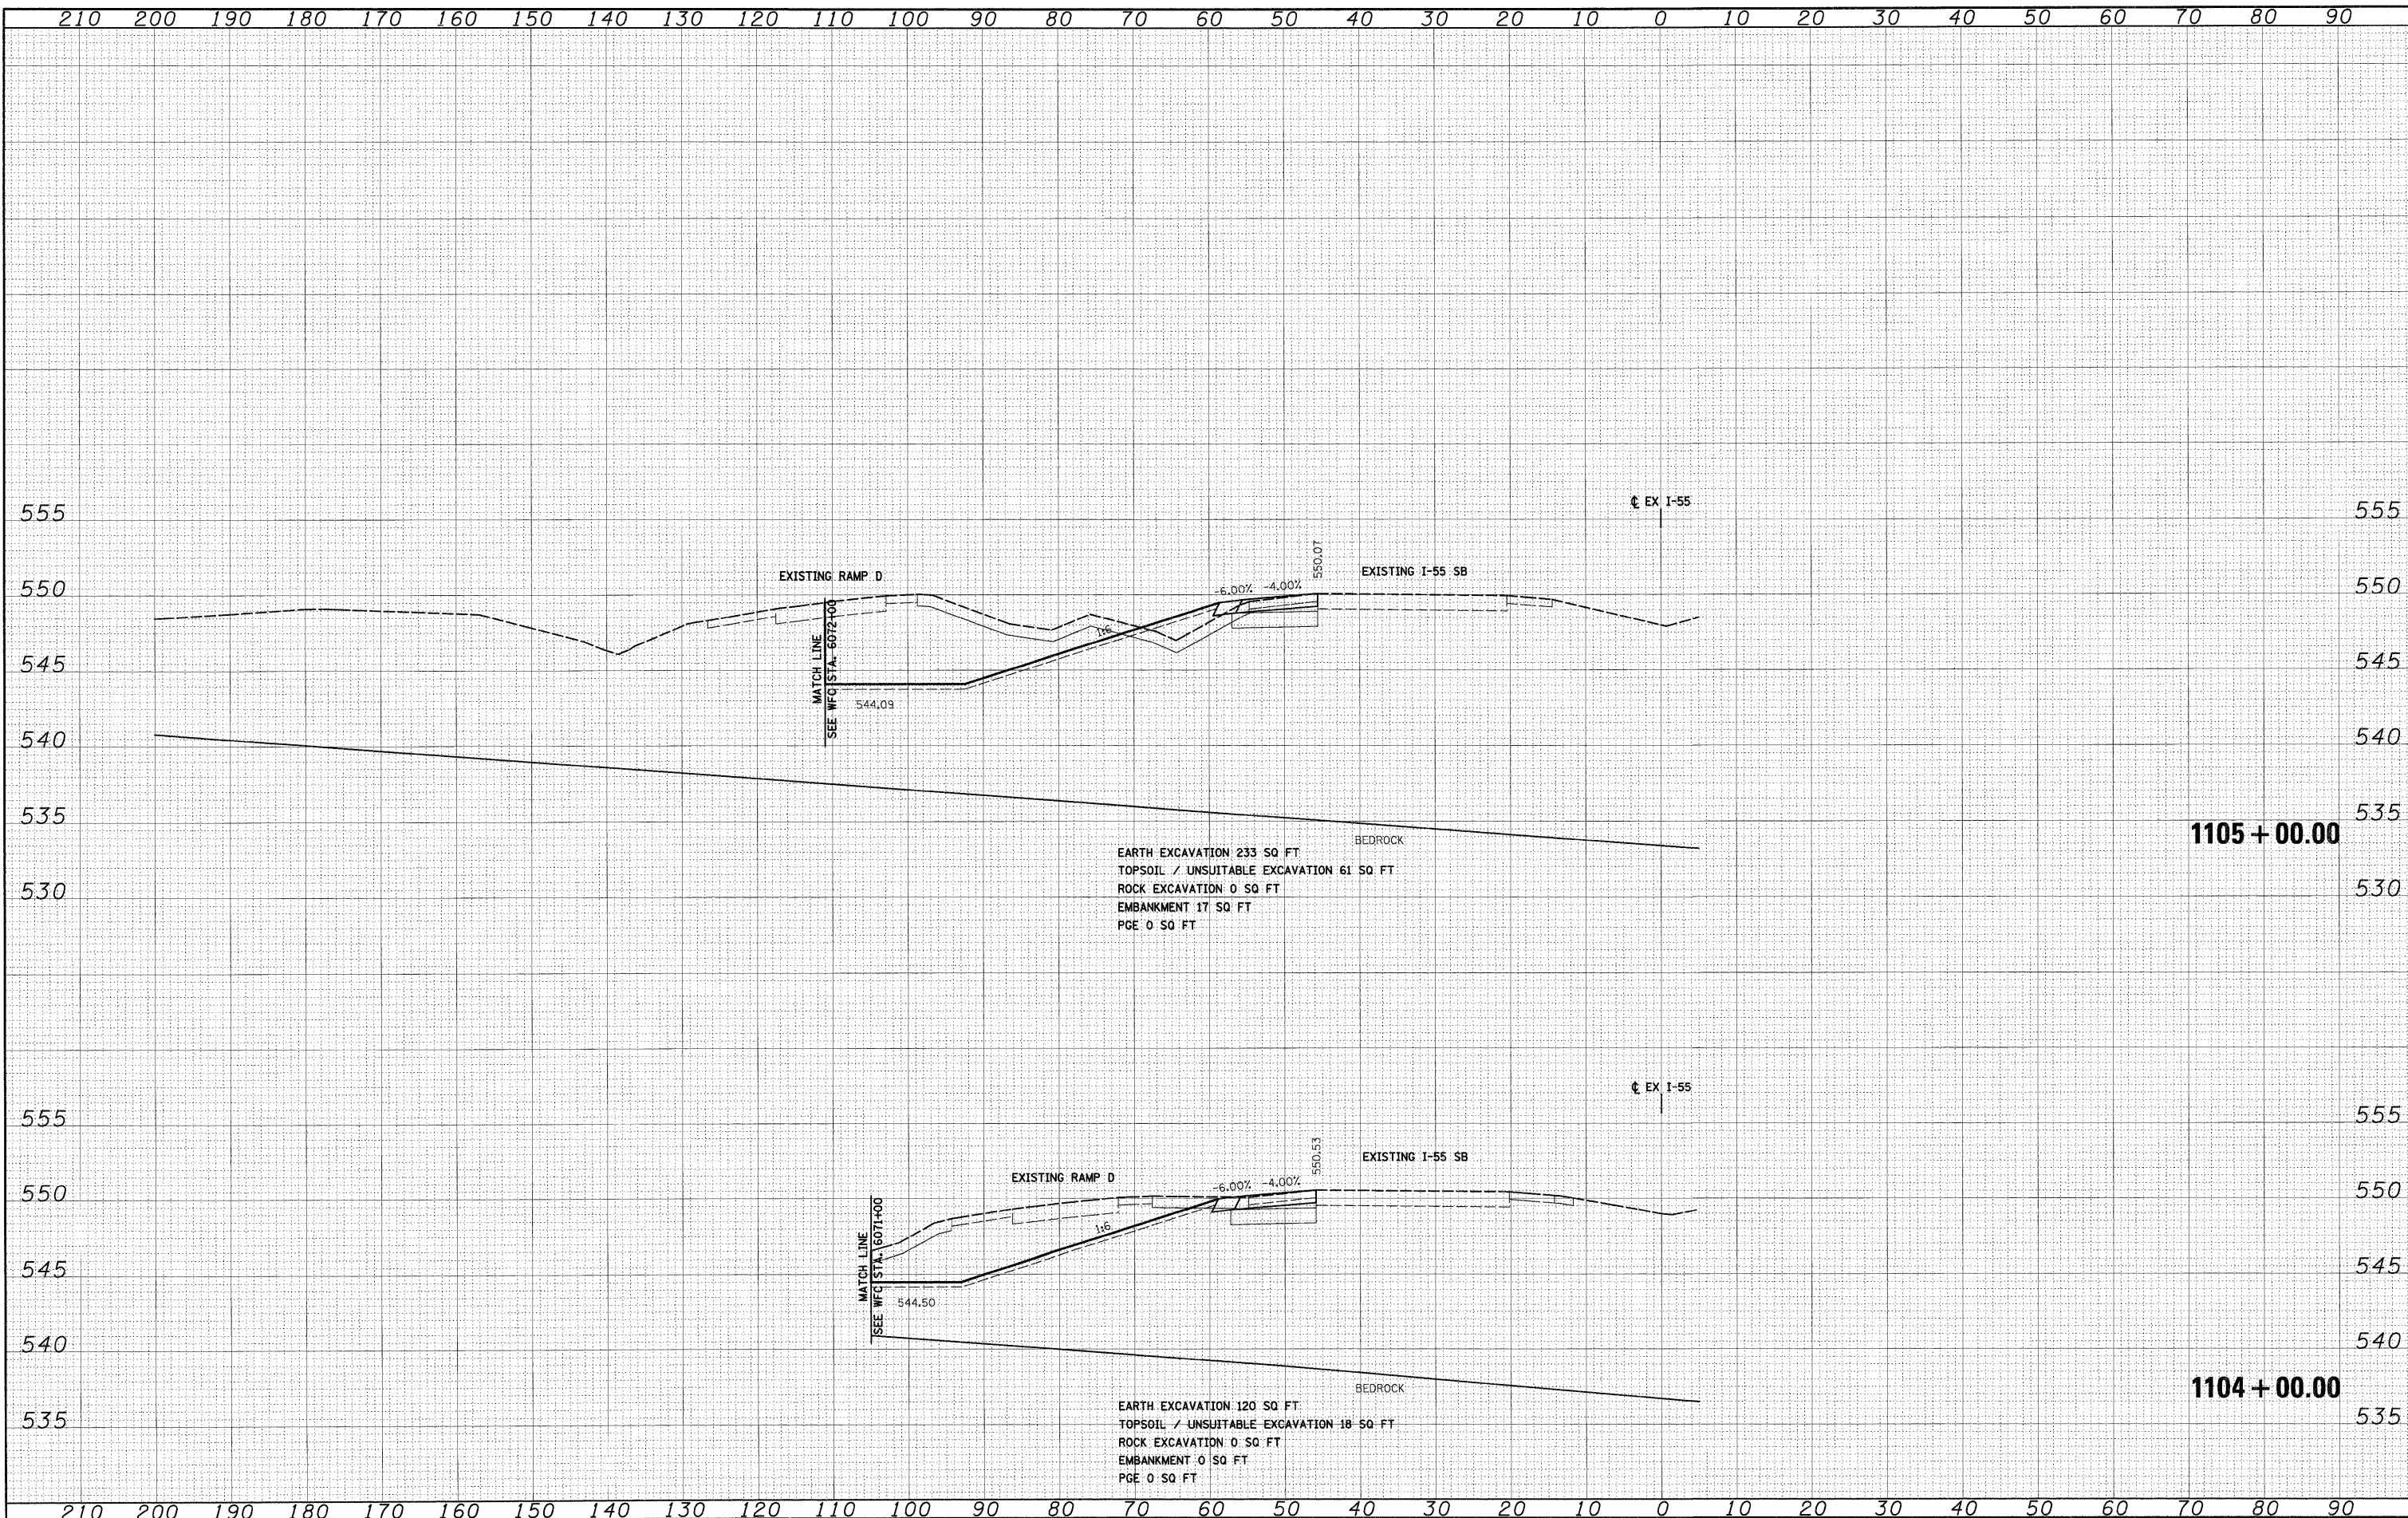 210 200 190 180 170 160 150 140 130 120 110 100 90 80 70 60 50 40 30 20 10 0 10 20 30 40 50 60 70 80 90
℄ EX I-55
555 555
550.07
EXISTING RAMP D
EXISTING I-55 SB
-6.00% -4.00%
550 550
1:6
MATCH LINE
SEE WFC STA. 6072+00
545 545
544.09
540 540
535 535
1105+00.00
BEDROCK
EARTH EXCAVATION 233 SQ FT
TOPSOIL / UNSUITABLE EXCAVATION 61 SQ FT
ROCK EXCAVATION 0 SQ FT
530 530
EMBANKMENT 17 SQ FT
PGE 0 SQ FT
℄ EX I-55
555 555
550.53
EXISTING I-55 SB
EXISTING RAMP D
-6.00% -4.00%
550 550
1:6
MATCH LINE
SEE WFC STA. 6071+00
545 545
544.50
540 540
1104+00.00
BEDROCK
EARTH EXCAVATION 120 SQ FT
535 535
TOPSOIL / UNSUITABLE EXCAVATION 18 SQ FT
ROCK EXCAVATION 0 SQ FT
EMBANKMENT 0 SQ FT
PGE 0 SQ FT
210 200 190 180 170 160 150 140 130 120 110 100 90 80 70 60 50 40 30 20 10 0 10 20 30 40 50 60 70 80 90